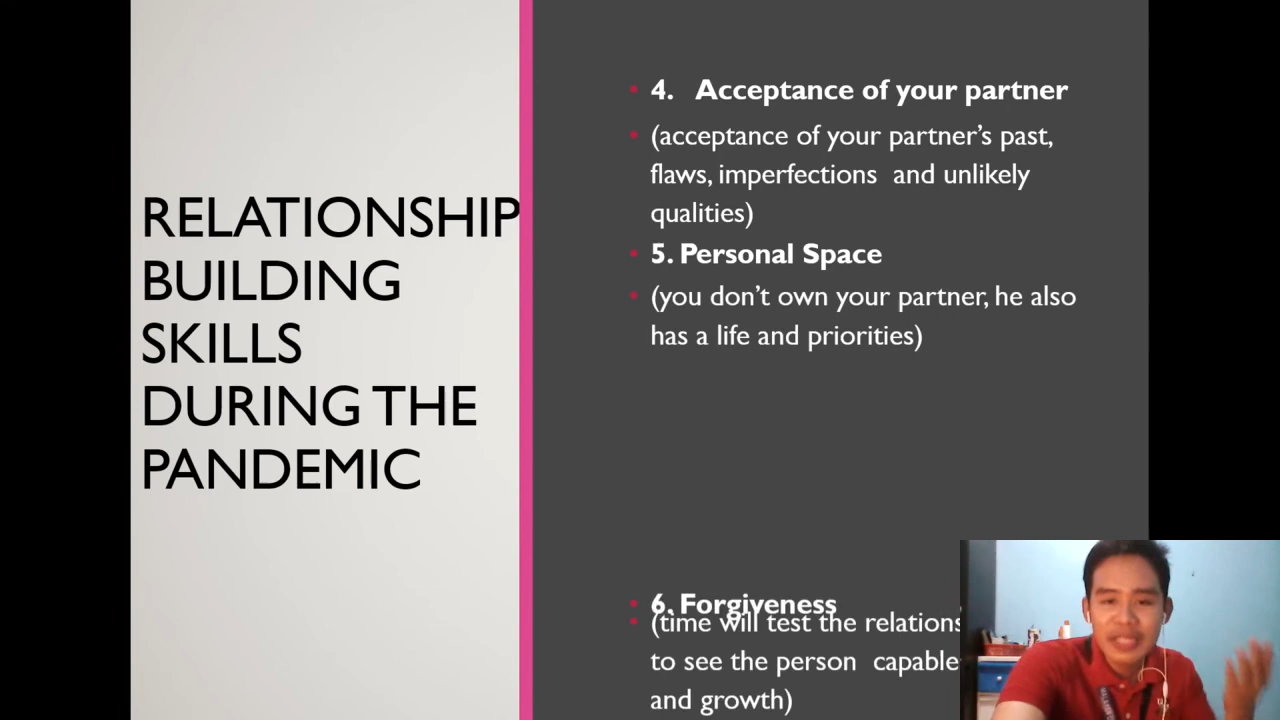 RELATIONSHIP
BUILDING
SKILLS
DURING THE
PANDEMIC
4. Acceptance of your partner
(acceptance of your partner's past,
flaws, imperfections and unlikely
qualities)
5. Personal Space
(you don't own your partner, he also
has a life and priorities)
6. Forgiveness
(time will test the
to see the person capable
and growth)